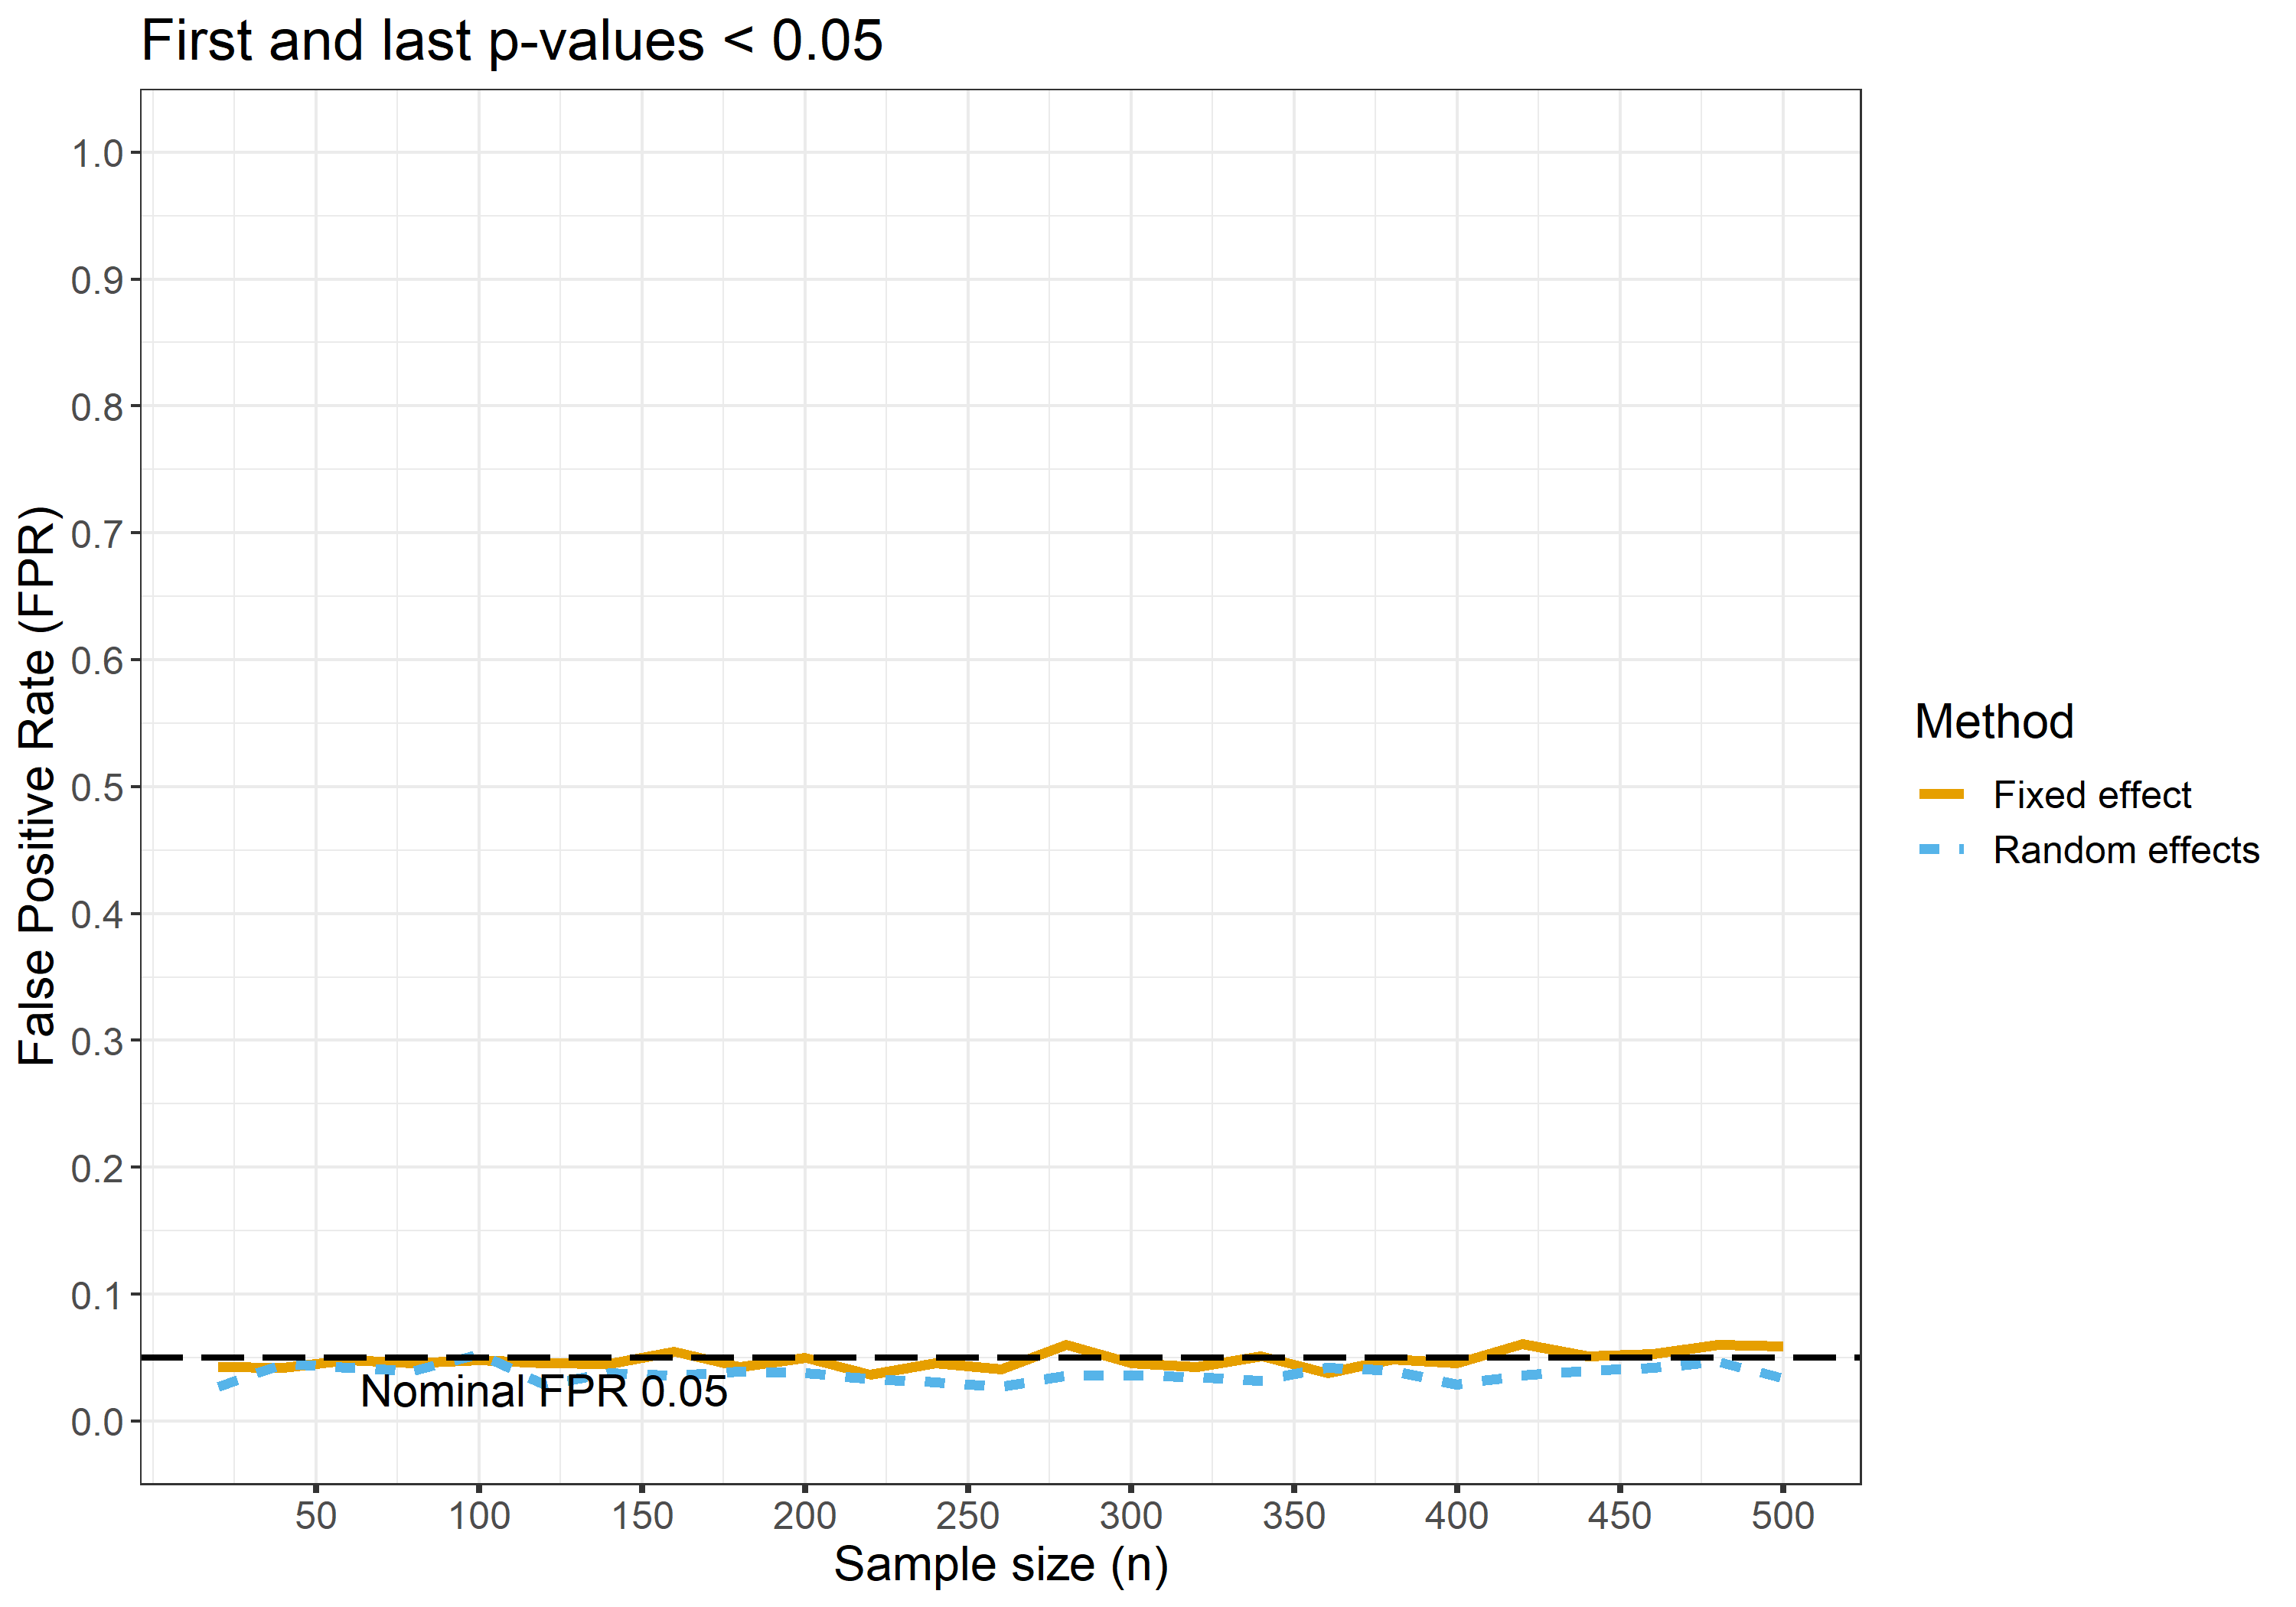 First and last p-values < 0.05
False Positive Rate (FPR)
1.0
0.9
0.8
0.7
0.6
0.5
0.4
0.3
0.2
0.1
0.0
Nominal FPR 0.05
50 100 150 200 250 300 350 400 450 500
Sample size (n)
Method
Fixed effect
Random effects